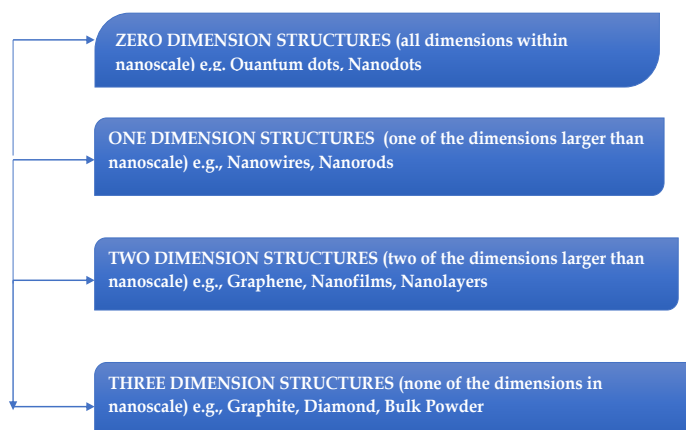 ZERO DIMENSION STRUCTURES (all dimensions within
nanoscale) e,g. Quantum dots, Nanodots
ONE DIMENSION STRUCTURES (one of the dimensions larger than
nanoscale) e.g., Nanowires, Nanorods
TWO DIMENSION STRUCTURES (two of the dimensions larger than
nanoscale) e.g., Graphene, Nanofilms, Nanolayers
THREE DIMENSION STRUCTURES (none of the dimensions in
nanoscale) e.g., Graphite, Diamond, Bulk Powder